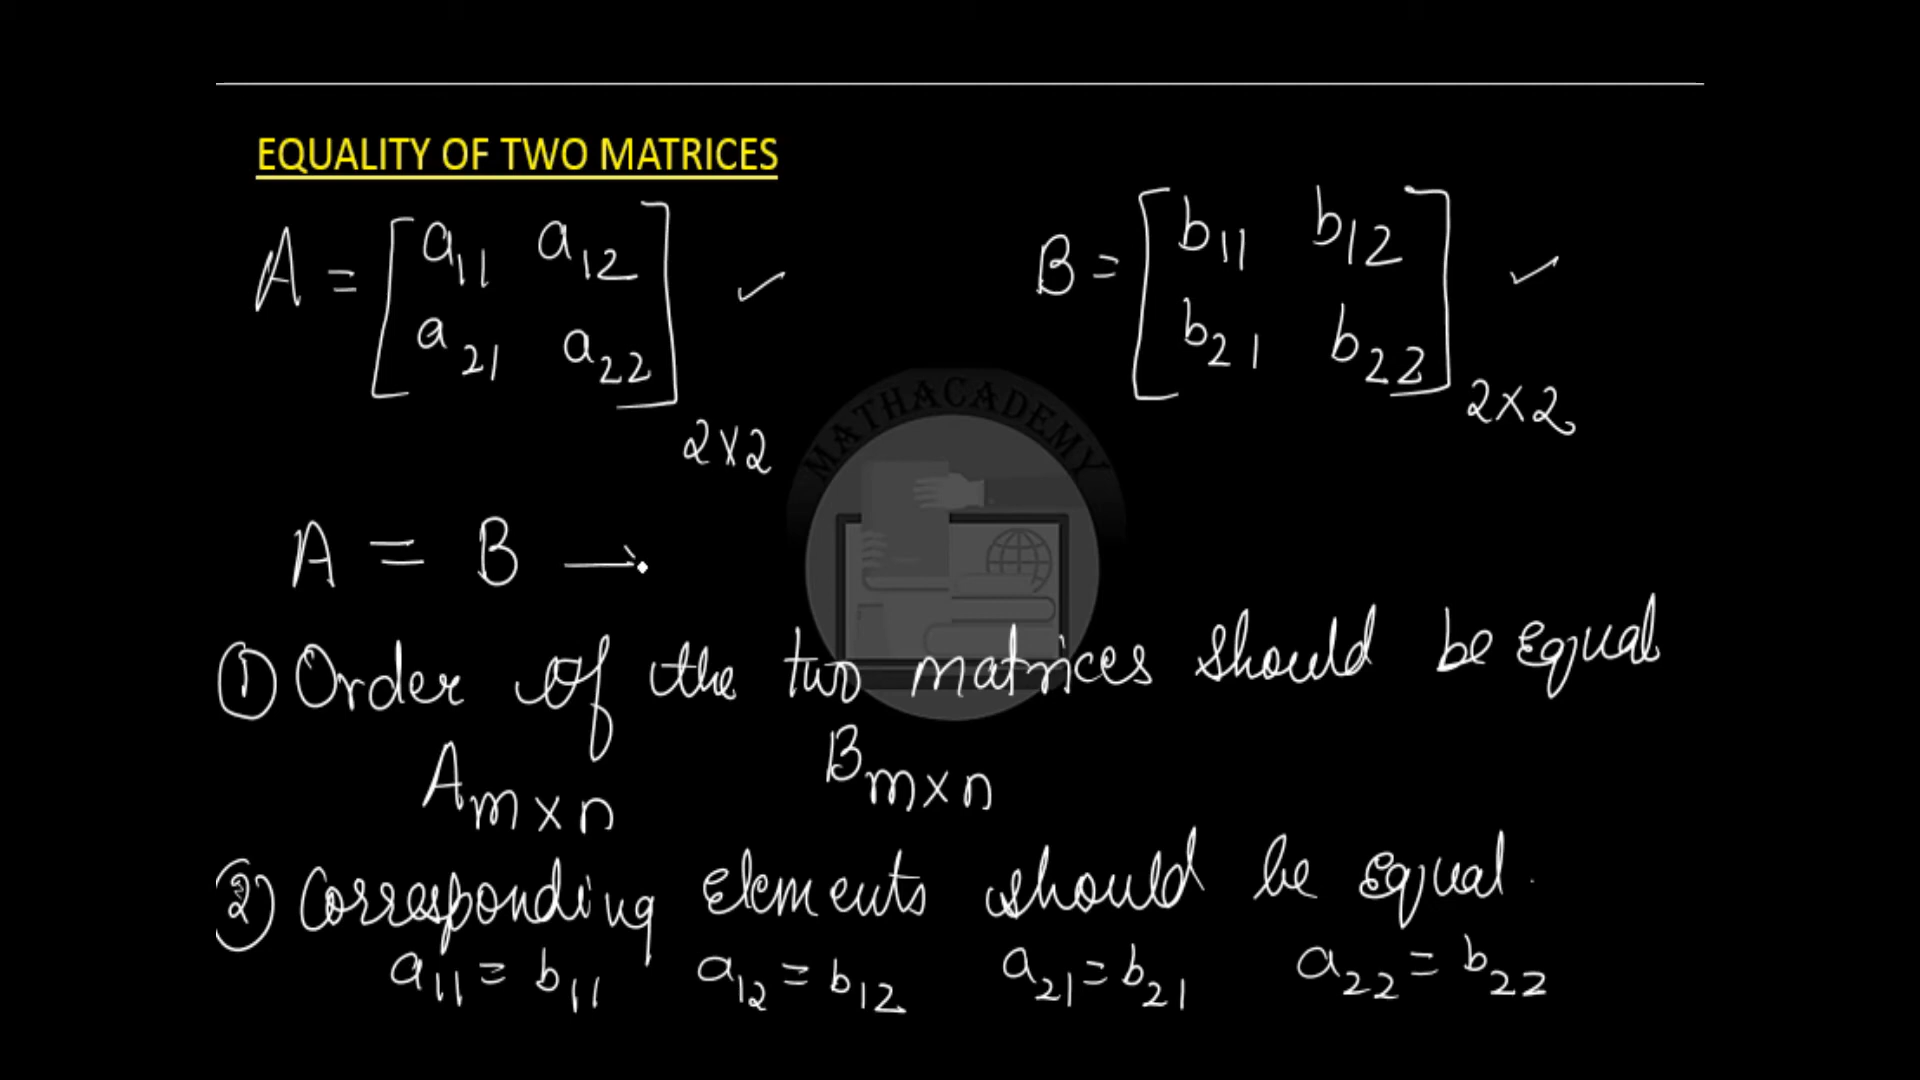 EQUALITY OF TWO MATRICES
A = [ a11 a12 ✓ B = [ b11 b12 ] ✓
a21 a22 ] 2×2 b21 b22 2×2
MATHACADEMY
A = B →
① Order of the two matrices should be equal
Am×n Bm×n
② Corresponding elements should be equal.
a11 = b11 a12 = b12 a21 = b21 a22 = b22